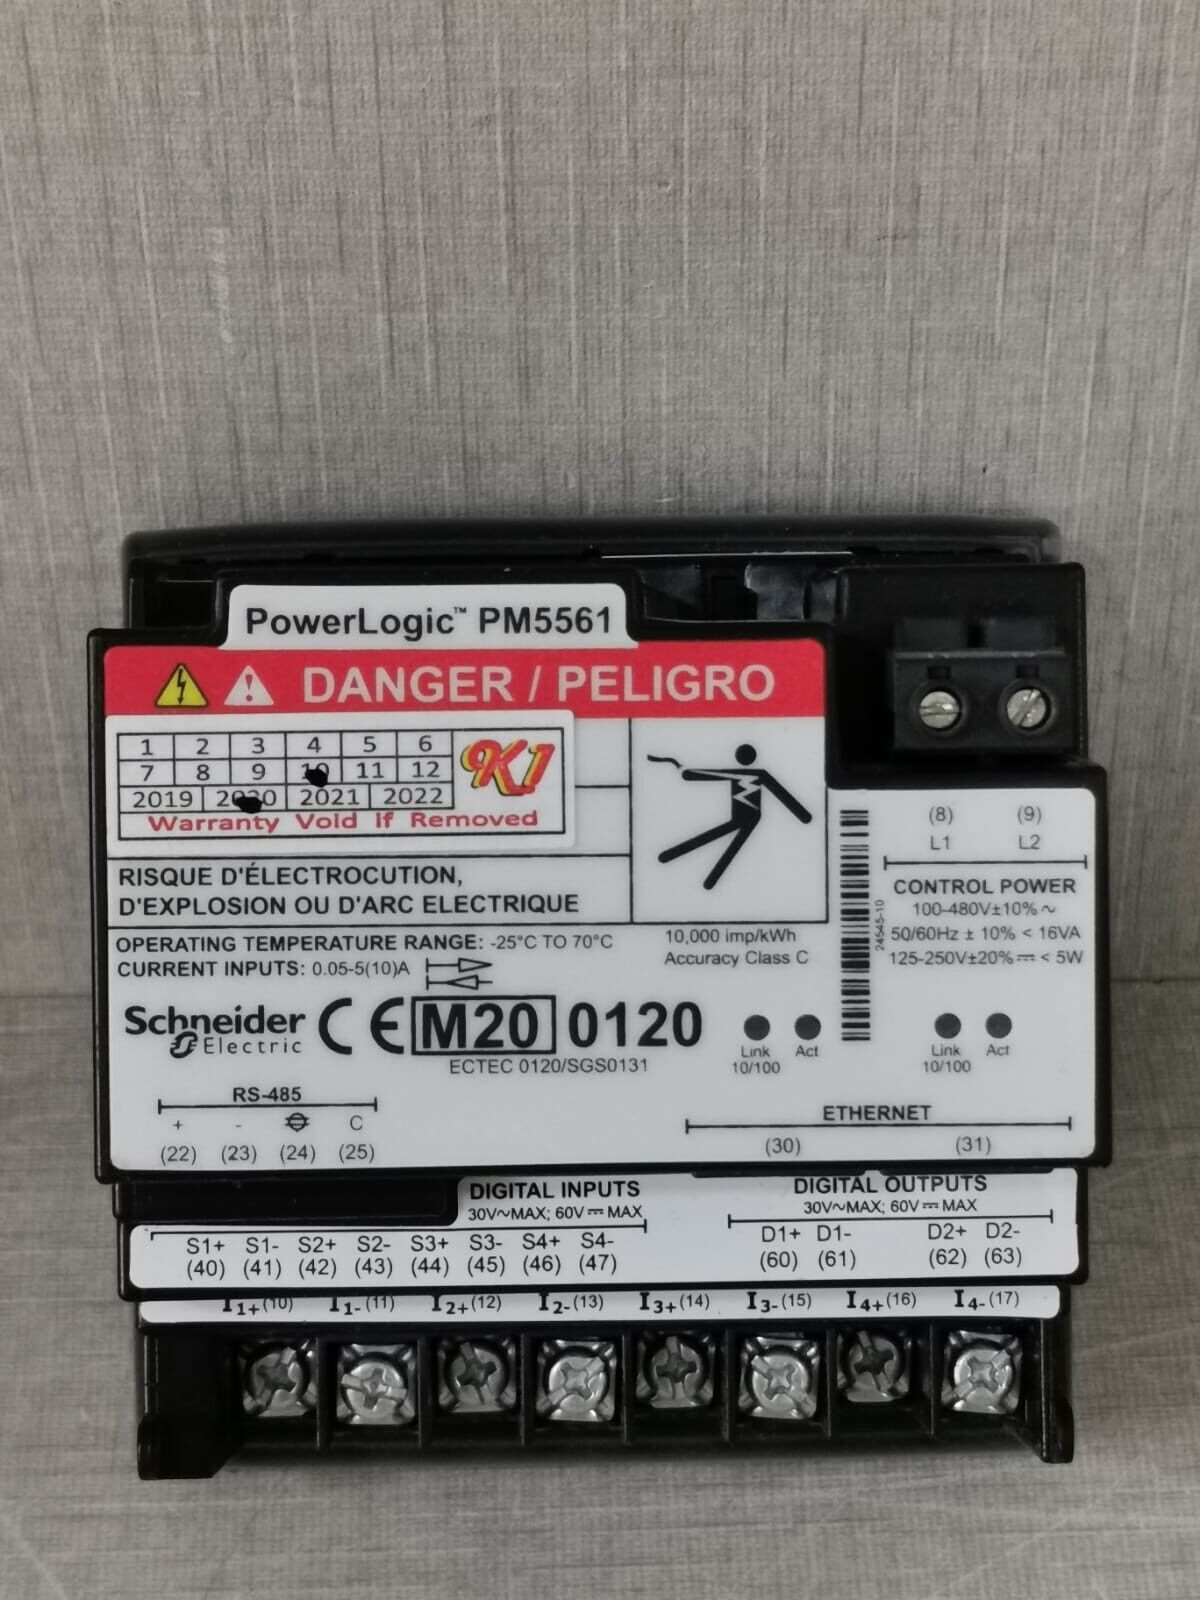 PowerLogic™ PM5561
DANGER / PELIGRO
1 2 3 4 5 6
7 8 9 10 11 12
2019 2020 2021 2022
K1
Warranty Void If Removed
RISQUE D'ÉLECTROCUTION,
D'EXPLOSION OU D'ARC ELECTRIQUE
OPERATING TEMPERATURE RANGE: -25°C TO 70°C
CURRENT INPUTS: 0.05-5(10)A
10,000 imp/kWh
Accuracy Class C
24545-10
(8) (9)
L1 L2
CONTROL POWER
100-480V±10% ~
50/60Hz ± 10% < 16VA
125-250V±20% ⎓ < 5W
Schneider
Electric
CE M20 0120
ECTEC 0120/SGS0131
Link Act
10/100
Link Act
10/100
RS-485
+ - C
(22) (23) (24) (25)
ETHERNET
(30) (31)
DIGITAL INPUTS
30V~MAX; 60V ⎓ MAX
DIGITAL OUTPUTS
30V~MAX; 60V ⎓ MAX
S1+ S1- S2+ S2- S3+ S3- S4+ S4-
(40) (41) (42) (43) (44) (45) (46) (47)
D1+ D1- D2+ D2-
(60) (61) (62) (63)
I1+(10) I1-(11) I2+(12) I2-(13) I3+(14) I3-(15) I4+(16) I4-(17)